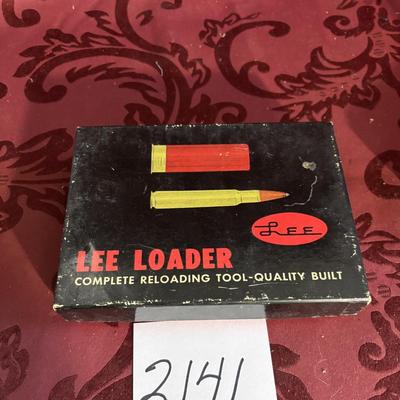 LEE
LEE LOADER
COMPLETE RELOADING TOOL-QUALITY BUILT
2141